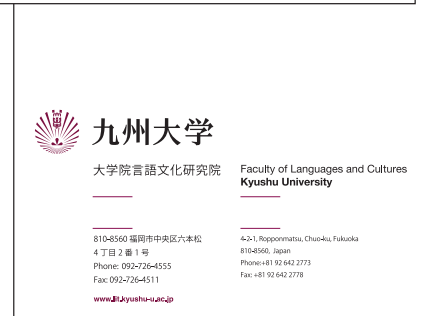 九州大学
大学院言語文化研究院
Faculty of Languages and Cultures
Kyushu University
810-8560 福岡市中央区六本松
4 丁目 2 番 1 号
Phone: 092-726-4555
Fax: 092-726-4511
www.lit.kyushu-u.ac.jp
4-2-1, Ropponmatsu, Chuo-ku, Fukuoka
810-8560, Japan
Phone:+81 92 642 2773
Fax: +81 92 642 2778